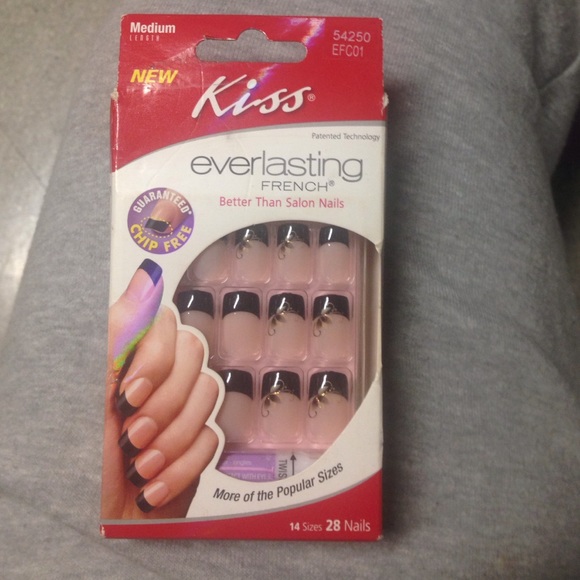 Medium
LENGTH
54250
EFC01
NEW
Kiss®
Patented Technology
everlasting
FRENCH®
Better Than Salon Nails
GUARANTEED*
CHIP FREE
TWIS
More of the Popular Sizes
14 Sizes 28 Nails